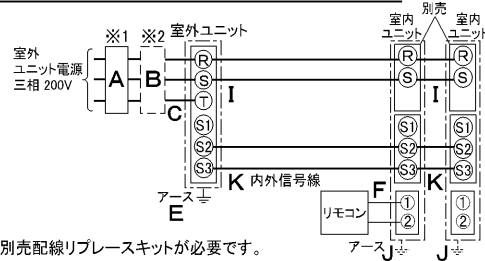 別売
※1 ※2 室外ユニット 室内ユニット 室内ユニット
室外
ユニット電源
三相 200V
A B
R R R
S I S I S
C T
S1 S1 S1
S2 S2 S2
S3 K 内外信号線 S3 K S3
アース E
F
リモコン ① ①
② ②
アース J J
別売配線リプレースキットが必要です。